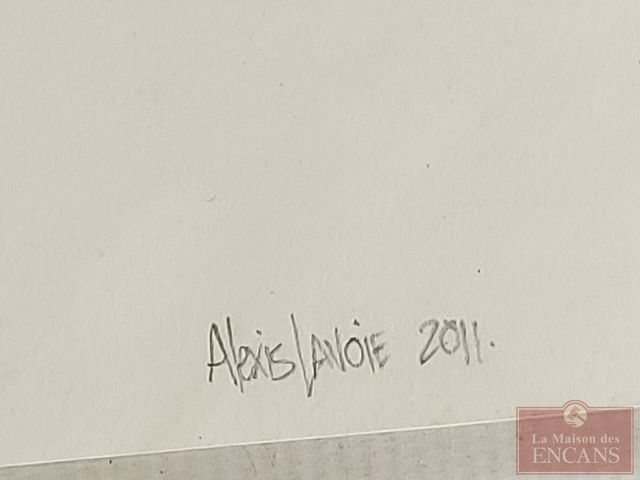 Alexis LAVOIE 2011.
La Maison des
ENCANS